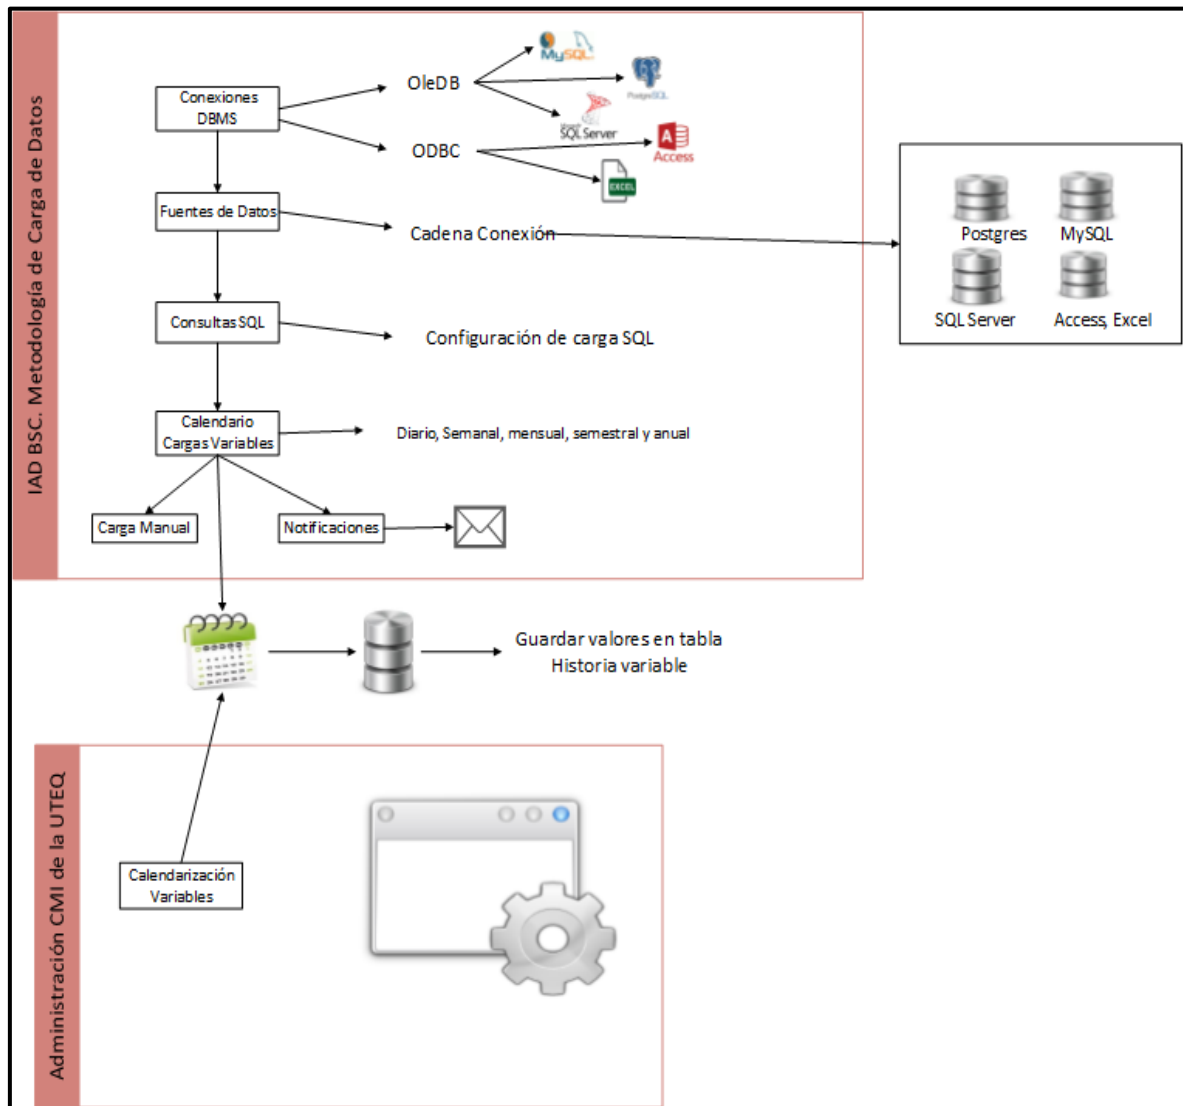 IAD BSC. Metodología de Carga de Datos
Conexiones
DBMS
OleDB
MySQL
PostgreSQL
Microsoft
SQL Server
ODBC
Access
EXCEL
Fuentes de Datos
Cadena Conexión
Postgres
MySQL
SQL Server
Access, Excel
Consultas SQL
Configuración de carga SQL
Calendario
Cargas Variables
Diario, Semanal, mensual, semestral y anual
Carga Manual
Notificaciones
Guardar valores en tabla
Historia variable
Administración CMI de la UTEQ
Calendarización
Variables